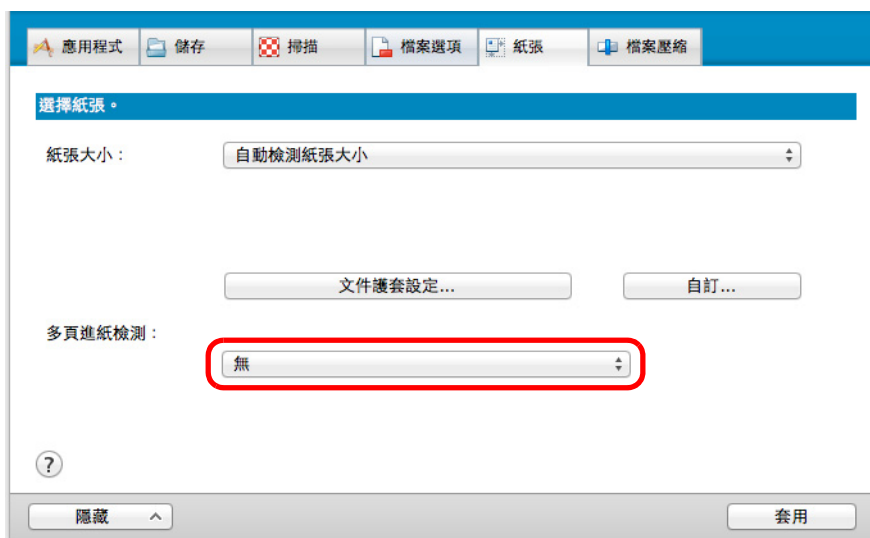 應用程式 儲存 掃描 檔案選項 紙張 檔案壓縮
選擇紙張。
紙張大小： 自動檢測紙張大小
文件護套設定... 自訂...
多頁進紙檢測：
無
?
隱藏 套用